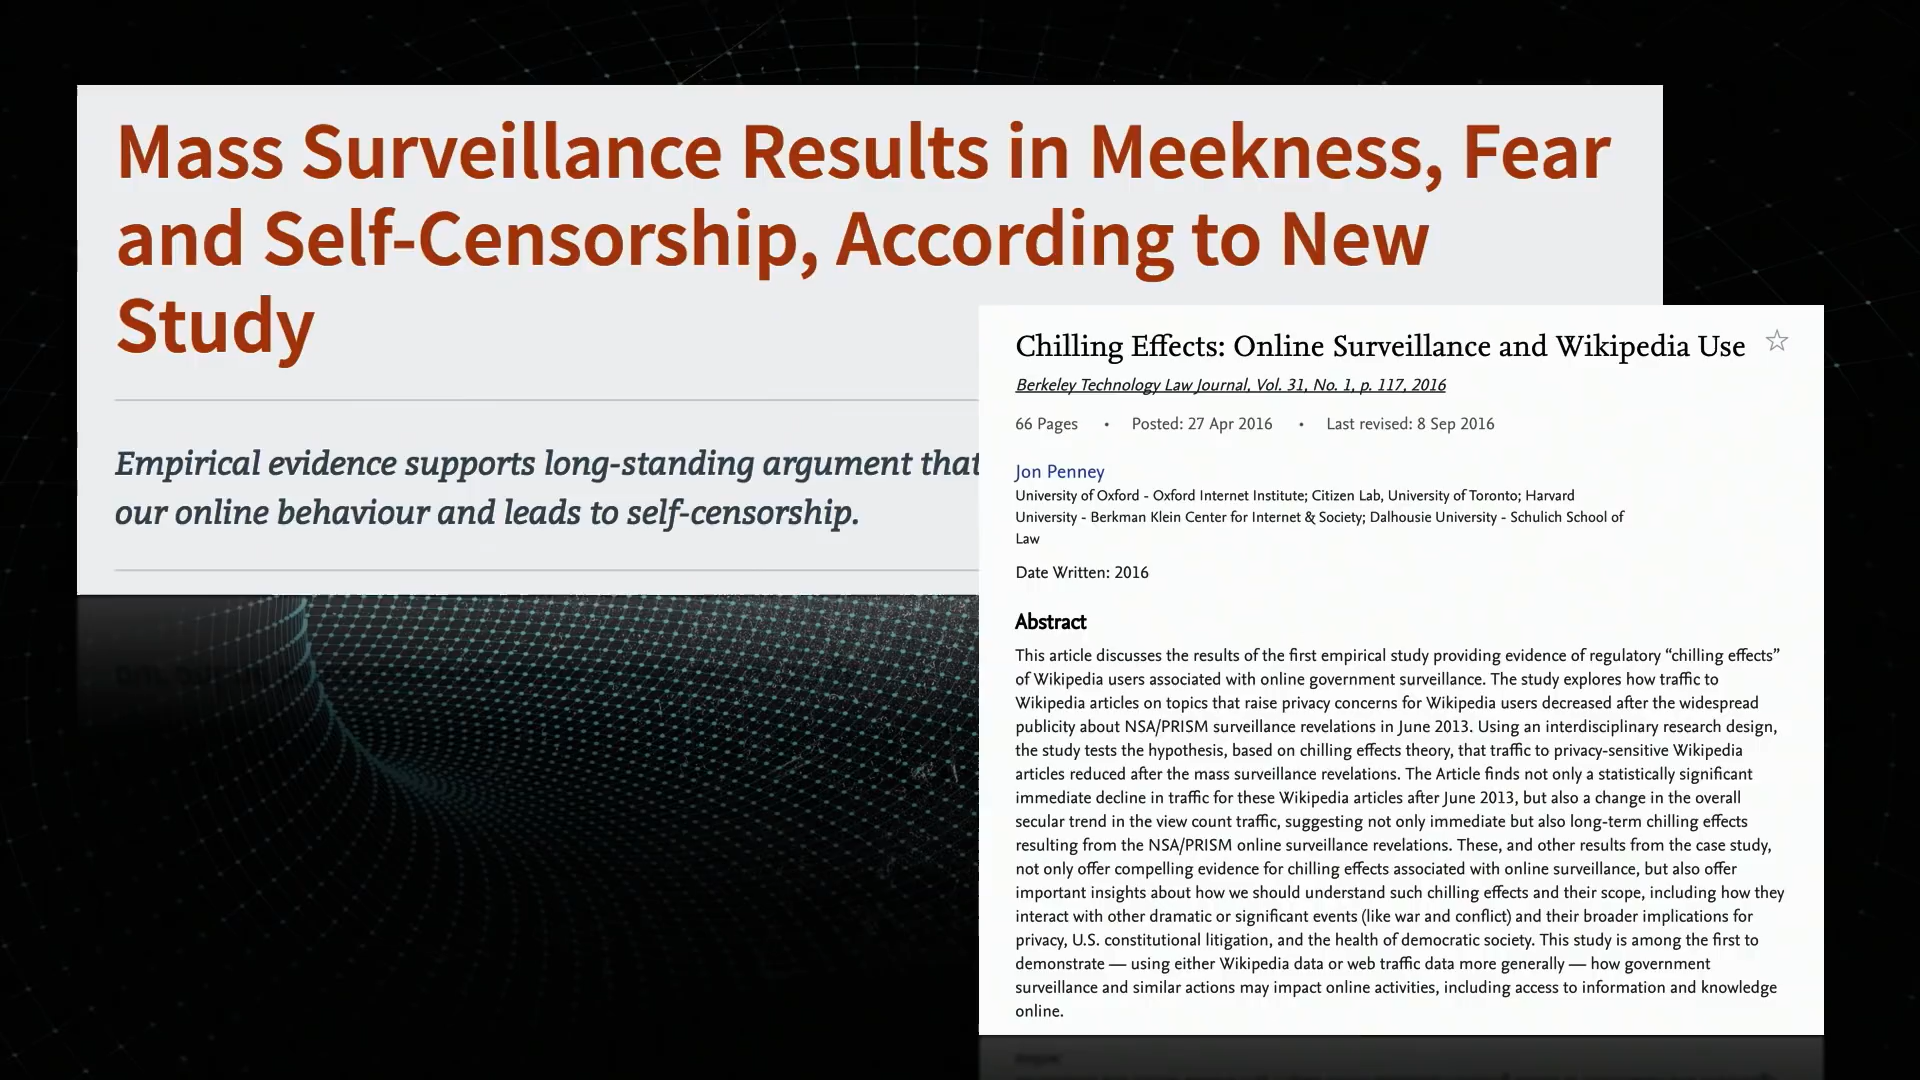 Mass Surveillance Results in Meekness, Fear
and Self-Censorship, According to New
Study
Empirical evidence supports long-standing argument that
our online behaviour and leads to self-censorship.
Chilling Effects: Online Surveillance and Wikipedia Use
Berkeley Technology Law Journal, Vol. 31, No. 1, p. 117, 2016
66 Pages • Posted: 27 Apr 2016 • Last revised: 8 Sep 2016
Jon Penney
University of Oxford - Oxford Internet Institute; Citizen Lab, University of Toronto; Harvard
University - Berkman Klein Center for Internet & Society; Dalhousie University - Schulich School of
Law
Date Written: 2016
Abstract
This article discusses the results of the first empirical study providing evidence of regulatory “chilling effects”
of Wikipedia users associated with online government surveillance. The study explores how traffic to
Wikipedia articles on topics that raise privacy concerns for Wikipedia users decreased after the widespread
publicity about NSA/PRISM surveillance revelations in June 2013. Using an interdisciplinary research design,
the study tests the hypothesis, based on chilling effects theory, that traffic to privacy-sensitive Wikipedia
articles reduced after the mass surveillance revelations. The Article finds not only a statistically significant
immediate decline in traffic for these Wikipedia articles after June 2013, but also a change in the overall
secular trend in the view count traffic, suggesting not only immediate but also long-term chilling effects
resulting from the NSA/PRISM online surveillance revelations. These, and other results from the case study,
not only offer compelling evidence for chilling effects associated with online surveillance, but also offer
important insights about how we should understand such chilling effects and their scope, including how they
interact with other dramatic or significant events (like war and conflict) and their broader implications for
privacy, U.S. constitutional litigation, and the health of democratic society. This study is among the first to
demonstrate — using either Wikipedia data or web traffic data more generally — how government
surveillance and similar actions may impact online activities, including access to information and knowledge
online.